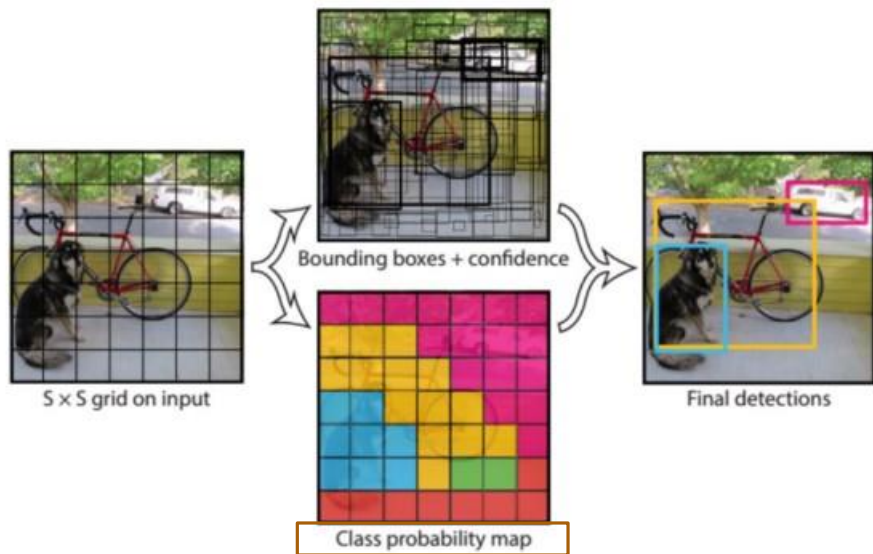 Bounding boxes + confidence
S × S grid on input
Final detections
Class probability map